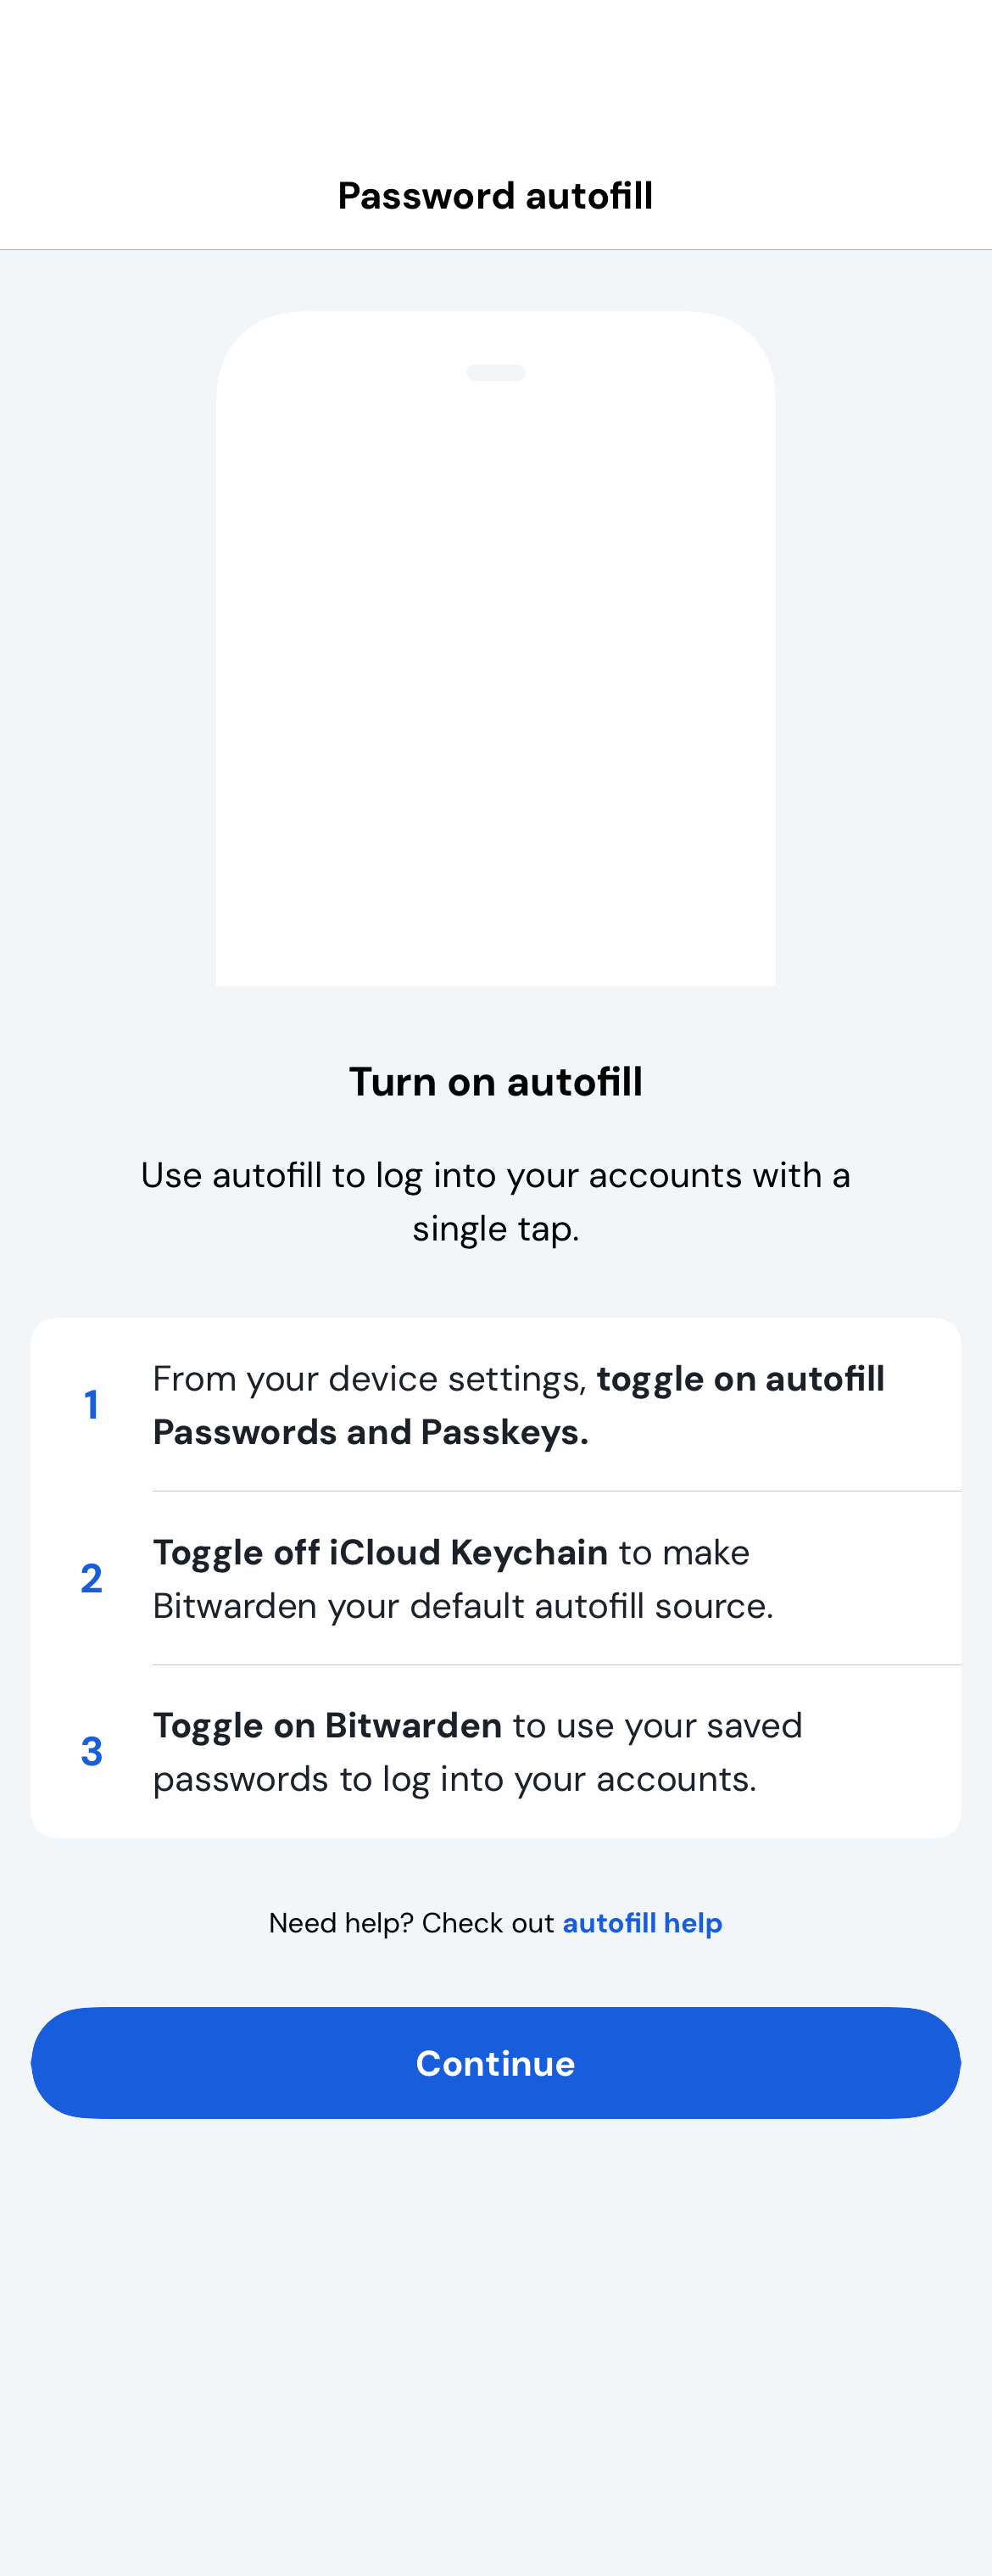 Password autofill
Turn on autofill
Use autofill to log into your accounts with a
single tap.
1
From your device settings, toggle on autofill
Passwords and Passkeys.
2
Toggle off iCloud Keychain to make
Bitwarden your default autofill source.
3
Toggle on Bitwarden to use your saved
passwords to log into your accounts.
Need help? Check out autofill help
Continue